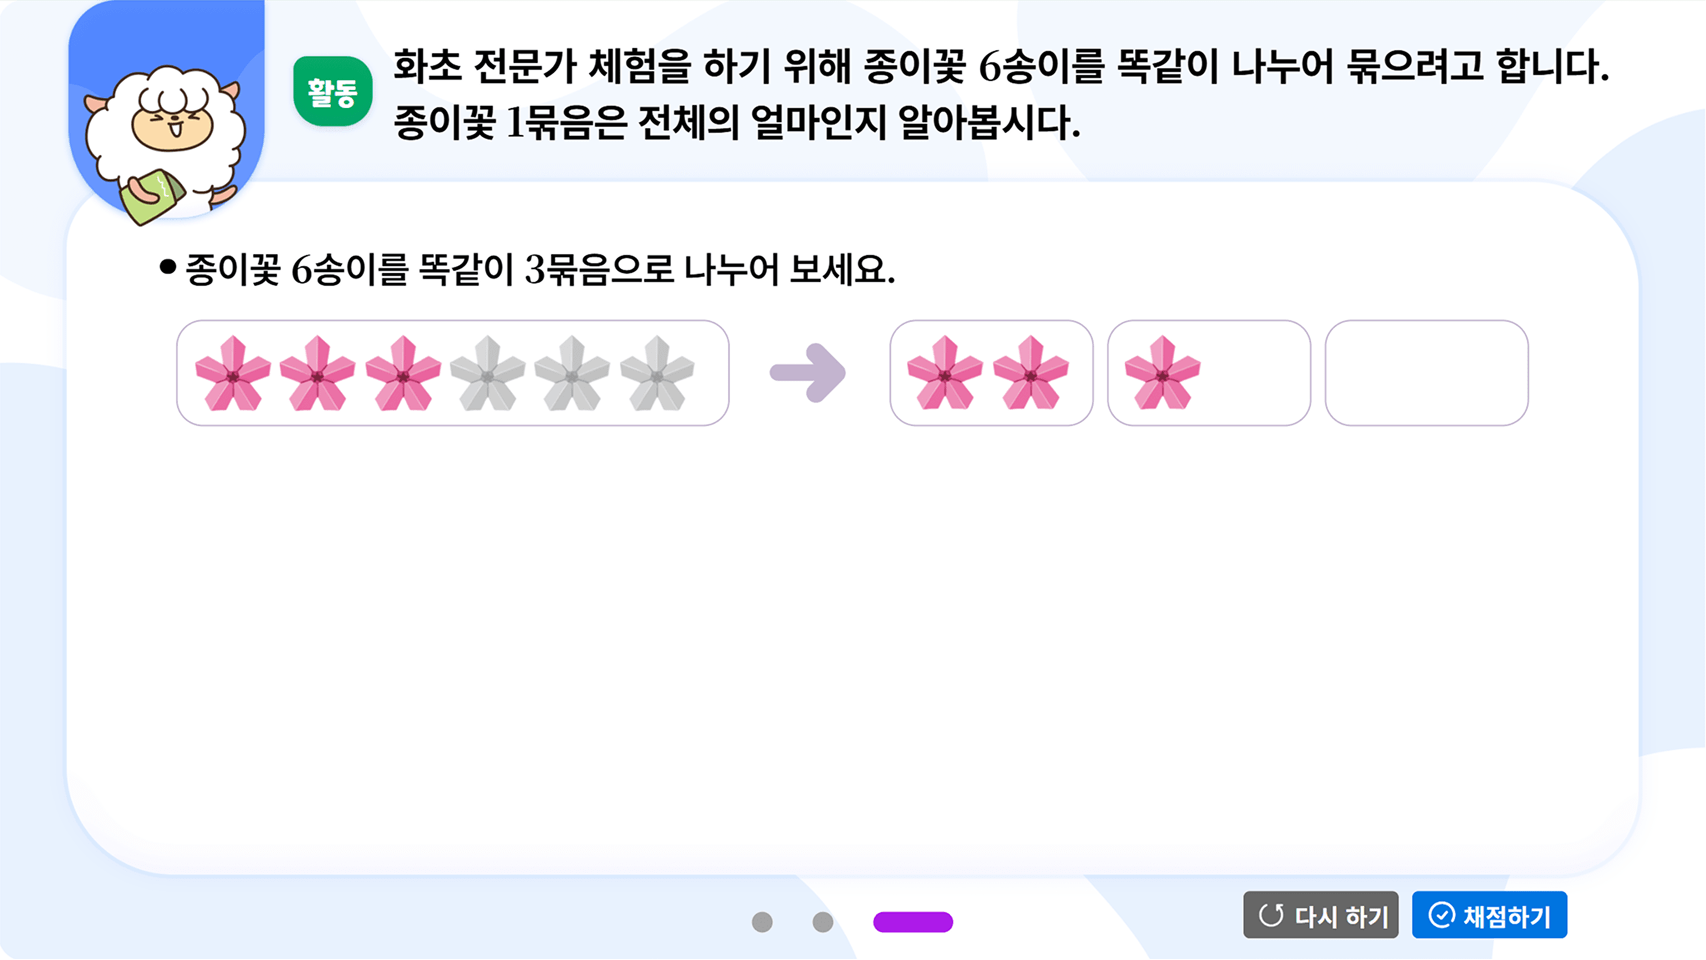 활동
화초 전문가 체험을 하기 위해 종이꽃 6송이를 똑같이 나누어 묶으려고 합니다.
종이꽃 1묶음은 전체의 얼마인지 알아봅시다.
• 종이꽃 6송이를 똑같이 3묶음으로 나누어 보세요.
다시 하기
채점하기